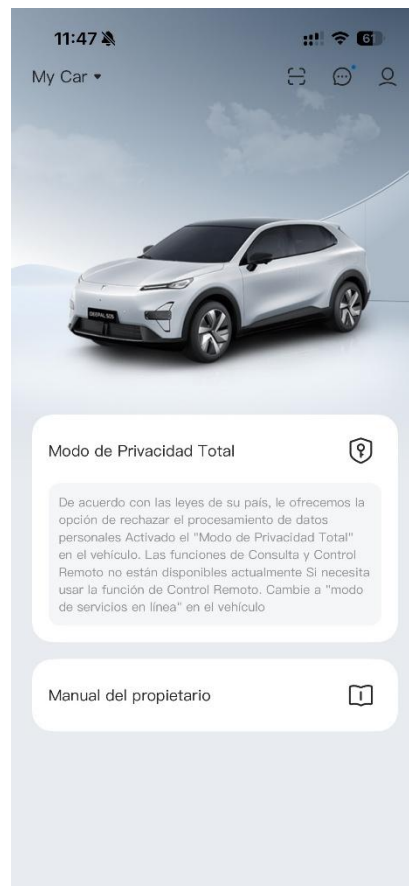 11:47
61
My Car
DEEPAL S05
Modo de Privacidad Total
De acuerdo con las leyes de su país, le ofrecemos la
opción de rechazar el procesamiento de datos
personales Activado el "Modo de Privacidad Total"
en el vehículo. Las funciones de Consulta y Control
Remoto no están disponibles actualmente Si necesita
usar la función de Control Remoto. Cambie a "modo
de servicios en línea" en el vehículo
Manual del propietario